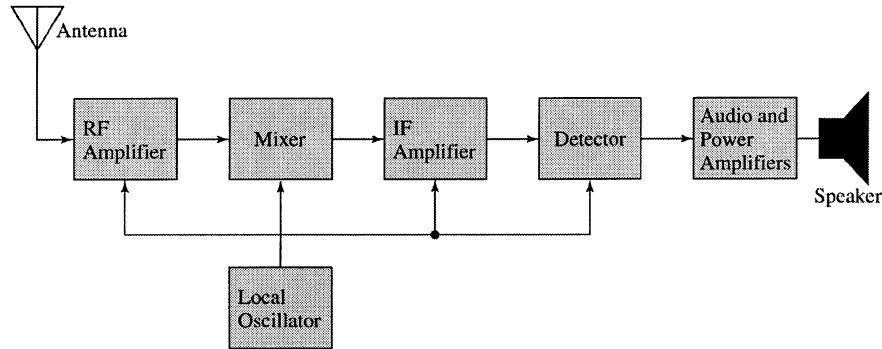 Antenna
RF
Amplifier
Mixer
IF
Amplifier
Detector
Audio and
Power
Amplifiers
Speaker
Local
Oscillator